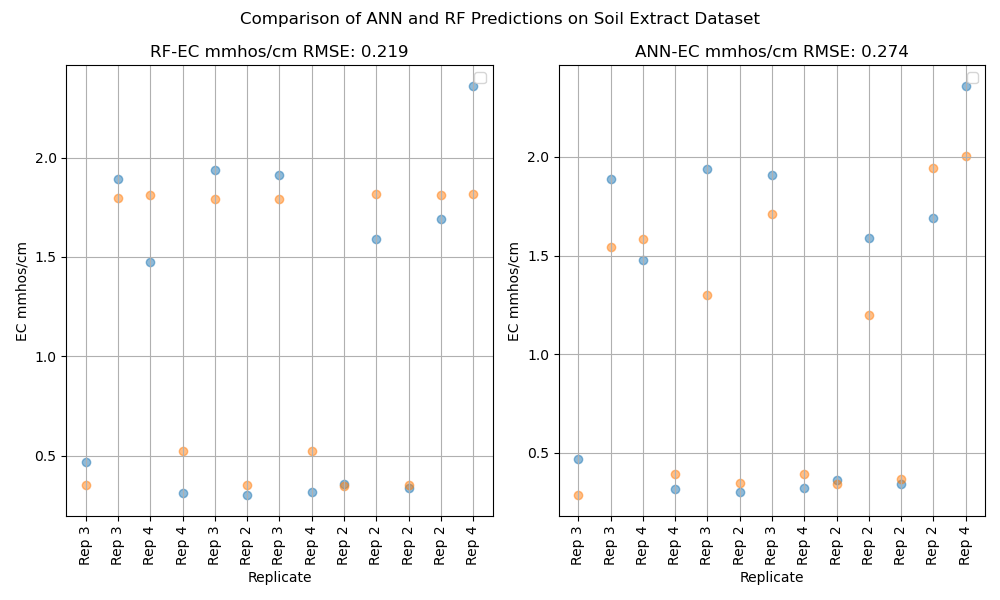 Comparison of ANN and RF Predictions on Soil Extract Dataset
RF-EC mmhos/cm RMSE: 0.219
EC mmhos/cm
2.0
1.5
1.0
0.5
Rep 3
Rep 3
Rep 4
Rep 4
Rep 3
Rep 2
Rep 3
Rep 4
Rep 2
Rep 2
Rep 2
Rep 2
Rep 4
Replicate
ANN-EC mmhos/cm RMSE: 0.274
EC mmhos/cm
2.0
1.5
1.0
0.5
Rep 3
Rep 3
Rep 4
Rep 4
Rep 3
Rep 2
Rep 3
Rep 4
Rep 2
Rep 2
Rep 2
Rep 2
Rep 4
Replicate